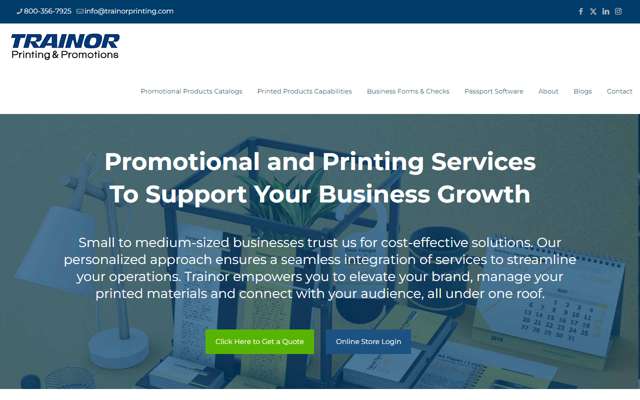 800-356-7925 info@trainorprinting.com
TRAINOR
Printing & Promotions
Promotional Products Catalogs Printed Products Capabilities Business Forms & Checks Passport Software About Blogs Contact
Promotional and Printing Services
To Support Your Business Growth
Small to medium-sized businesses trust us for cost-effective solutions. Our
personalized approach ensures a seamless integration of services to streamline
your operations. Trainor empowers you to elevate your brand, manage your
printed materials and connect with your audience, all under one roof.
Click Here to Get a Quote Online Store Login